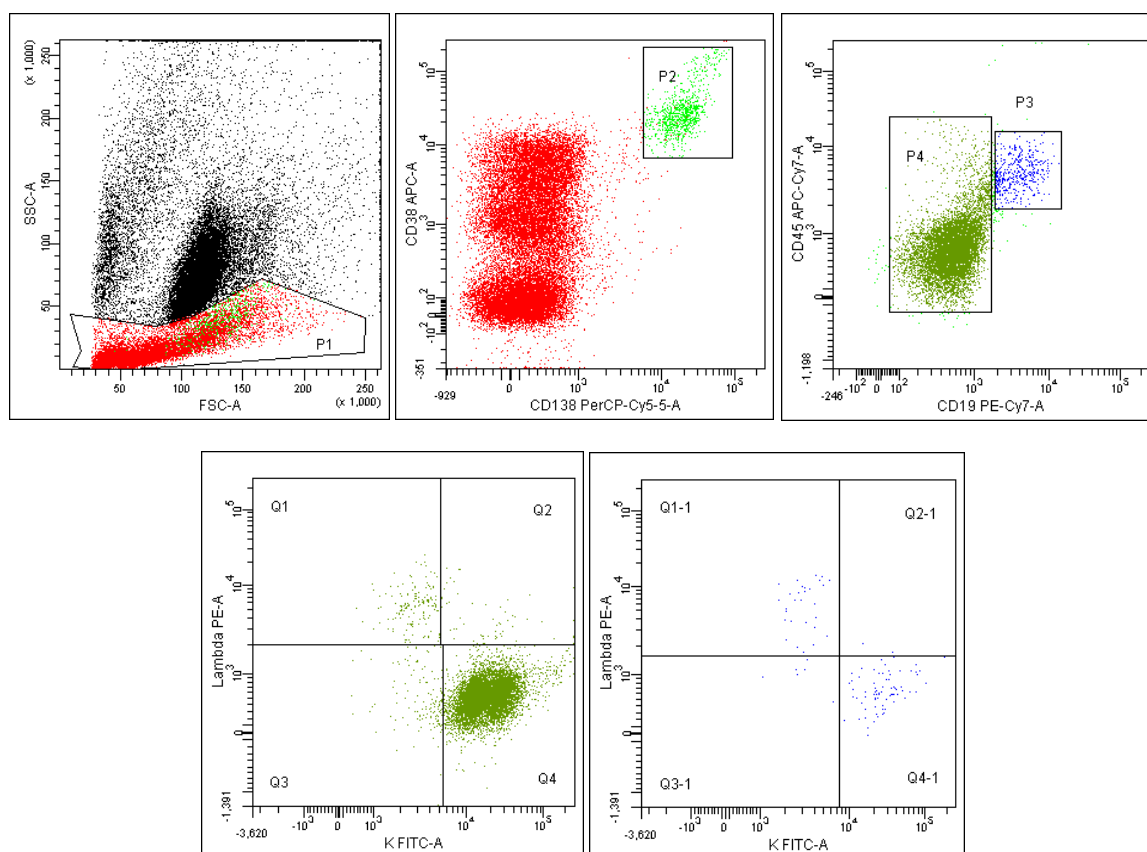 (x 1,000)
SSC-A
250
200
150
100
50
P1
50 100 150 200 250
FSC-A
(x 1,000)
CD38 APC-A
10^5
10^4
10^3
10^2
-10^2
-351
P2
-929
0 10^3 10^4 10^5
CD138 PerCP-Cy5-5-A
CD45 APC-Cy7-A
10^5
10^4
10^3
0
-1,198
P3
P4
-246
-10^2 10^2 10^3 10^4 10^5
CD19 PE-Cy7-A
Lambda PE-A
10^5
10^4
10^3
0
-1,391
Q1
Q2
Q3
Q4
-3,620
-10^3 0 10^3 10^4 10^5
K FITC-A
Lambda PE-A
10^5
10^4
10^3
0
-1,391
Q1-1
Q2-1
Q3-1
Q4-1
-3,620
-10^3 0 10^3 10^4 10^5
K FITC-A